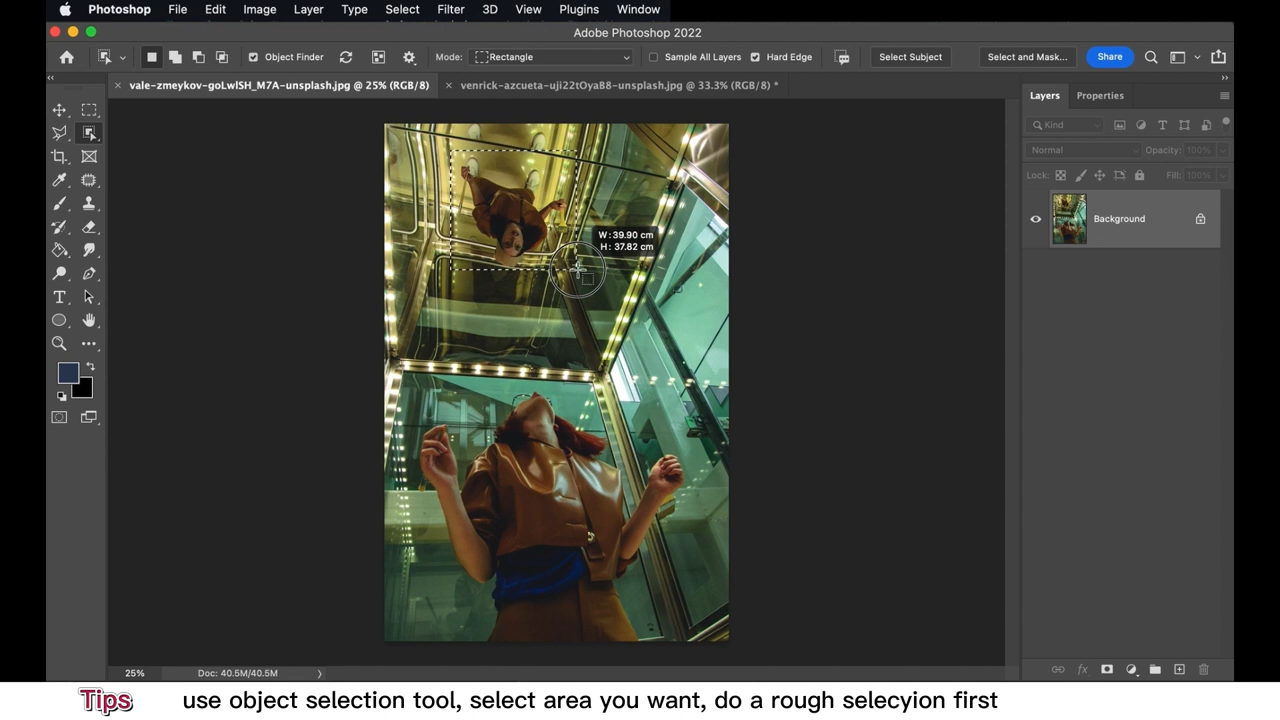 Photoshop File Edit Image Layer Type Select Filter 3D View Plugins Window
Adobe Photoshop 2022
Object Finder Mode: Rectangle Sample All Layers Hard Edge Select Subject Select and Mask... Share
vale-zmeykov-goLwlSH_M7A-unsplash.jpg @ 25% (RGB/8) venrick-azcueta-uji22tOyaB8-unsplash.jpg @ 33.3% (RGB/8) *
Layers Properties
Kind
Normal Opacity: 100%
Lock: Fill: 100%
Background
W: 39.90 cm
H: 37.82 cm
25% Doc: 40.5M/40.5M
Tips use object selection tool, select area you want, do a rough selecyion first